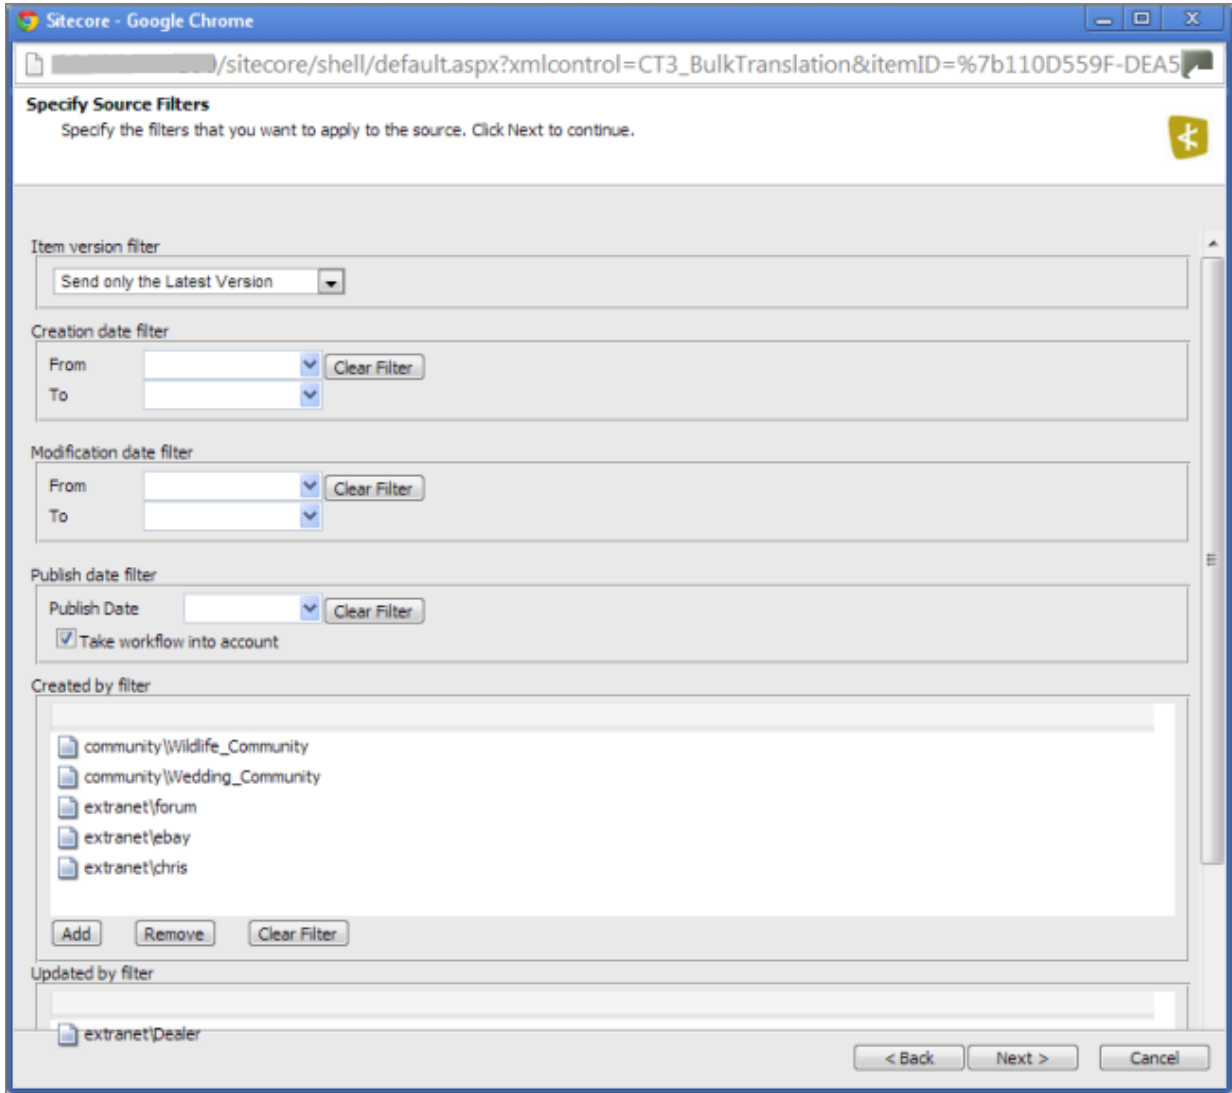 Sitecore - Google Chrome
/sitecore/shell/default.aspx?xmlcontrol=CT3_BulkTranslation&itemID=%7b110D559F-DEA5
Specify Source Filters
Specify the filters that you want to apply to the source. Click Next to continue.
Item version filter
Send only the Latest Version
Creation date filter
From Clear Filter
To
Modification date filter
From Clear Filter
To
Publish date filter
Publish Date Clear Filter
Take workflow into account
Created by filter
community\Wildlife_Community
community\Wedding_Community
extranet\forum
extranet\ebay
extranet\chris
Add Remove Clear Filter
Updated by filter
extranet\Dealer
< Back Next > Cancel